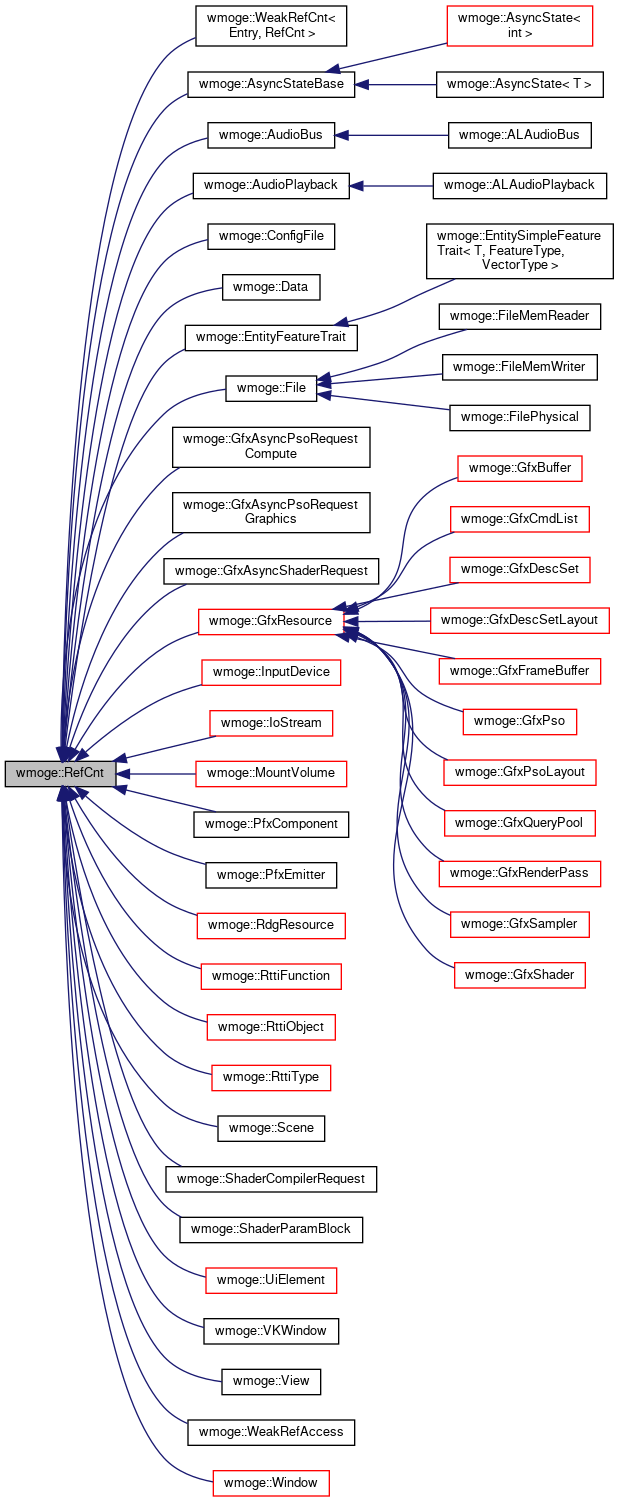 wmoge::WeakRefCnt<
Entry, RefCnt >
wmoge::AsyncState<
int >
wmoge::AsyncStateBase
wmoge::AsyncState< T >
wmoge::AudioBus
wmoge::ALAudioBus
wmoge::AudioPlayback
wmoge::ALAudioPlayback
wmoge::ConfigFile
wmoge::EntitySimpleFeature
Trait< T, FeatureType,
VectorType >
wmoge::Data
wmoge::EntityFeatureTrait
wmoge::FileMemReader
wmoge::File
wmoge::FileMemWriter
wmoge::FilePhysical
wmoge::GfxAsyncPsoRequest
Compute
wmoge::GfxBuffer
wmoge::GfxAsyncPsoRequest
Graphics
wmoge::GfxCmdList
wmoge::GfxAsyncShaderRequest
wmoge::GfxDescSet
wmoge::GfxResource
wmoge::GfxDescSetLayout
wmoge::InputDevice
wmoge::GfxFrameBuffer
wmoge::IoStream
wmoge::GfxPso
wmoge::RefCnt
wmoge::MountVolume
wmoge::GfxPsoLayout
wmoge::PfxComponent
wmoge::GfxQueryPool
wmoge::PfxEmitter
wmoge::GfxRenderPass
wmoge::RdgResource
wmoge::GfxSampler
wmoge::RttiFunction
wmoge::GfxShader
wmoge::RttiObject
wmoge::RttiType
wmoge::Scene
wmoge::ShaderCompilerRequest
wmoge::ShaderParamBlock
wmoge::UiElement
wmoge::VKWindow
wmoge::View
wmoge::WeakRefAccess
wmoge::Window